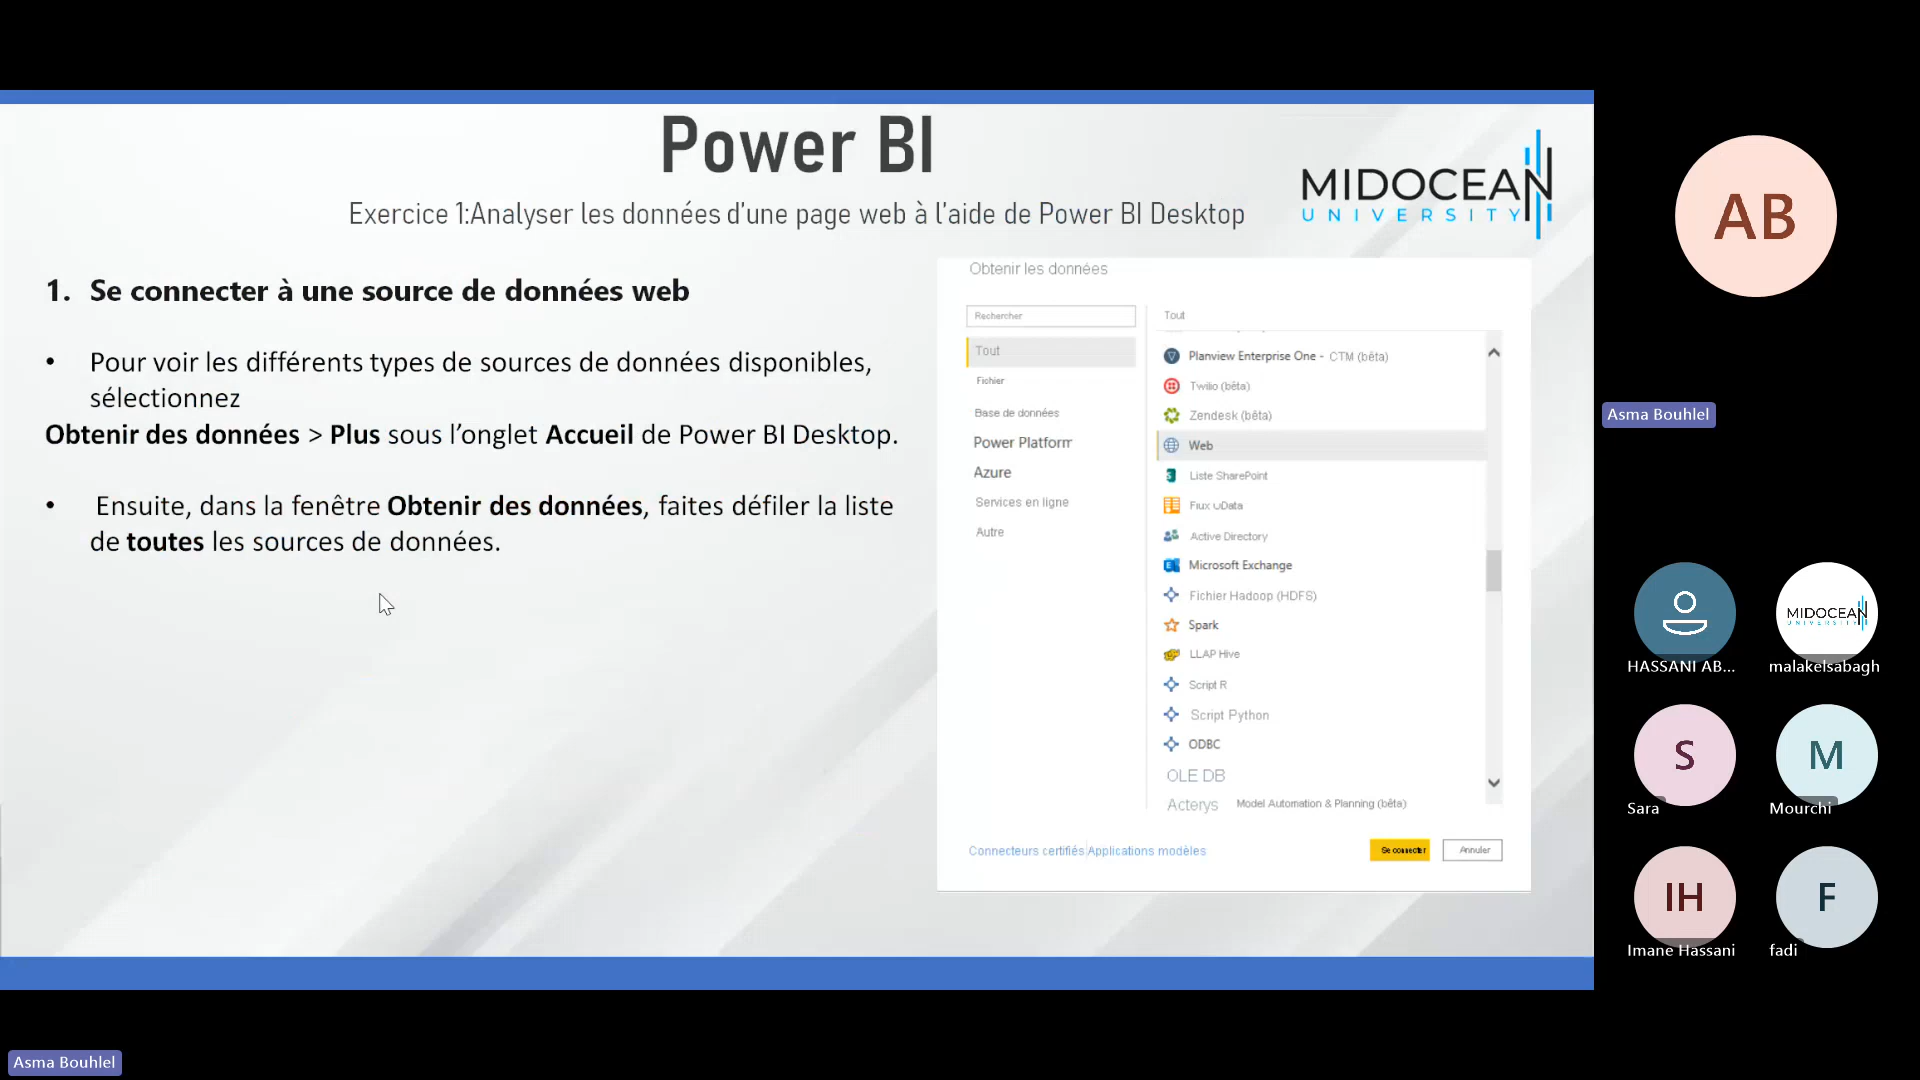 Power BI
MIDOCEAN
UNIVERSITY
Exercice 1:Analyser les données d'une page web à l'aide de Power BI Desktop
1. Se connecter à une source de données web
• Pour voir les différents types de sources de données disponibles,
sélectionnez
Obtenir des données > Plus sous l'onglet Accueil de Power BI Desktop.
• Ensuite, dans la fenêtre Obtenir des données, faites défiler la liste
de toutes les sources de données.
Obtenir les données
Rechercher
Tout
Fichier
Base de données
Power Platform
Azure
Services en ligne
Autre
Tout
Planview Enterprise One - CTM (bêta)
Twilio (bêta)
Zendesk (bêta)
Web
Liste SharePoint
Flux OData
Active Directory
Microsoft Exchange
Fichier Hadoop (HDFS)
Spark
LLAP Hive
Script R
Script Python
ODBC
OLE DB
Acterys Model Automation & Planning (bêta)
Connecteurs certifiés Applications modèles
Se connecter
Annuler
AB
Asma Bouhlel
HASSANI AB...
MIDOCEAN
UNIVERSITY
malakelsabagh
S
Sara
M
Mourchi
IH
Imane Hassani
F
fadi
Asma Bouhlel